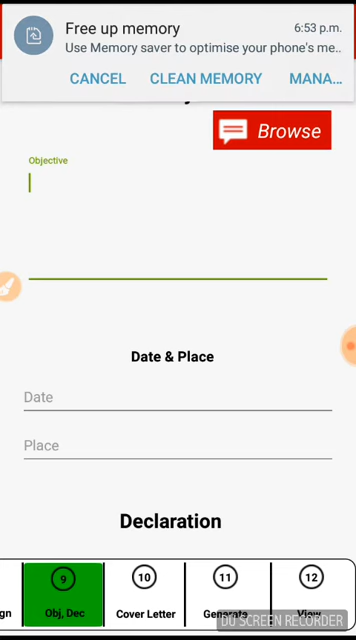 Free up memory
6:53 p.m.
Use Memory saver to optimise your phone's me..
CANCEL
CLEAN MEMORY
MANA...
Browse
Objective
Date & Place
Date
Place
Declaration
gn
9
Obj, Dec
10
Cover Letter
11
Generate
12
View
DU SCREEN RECORDER